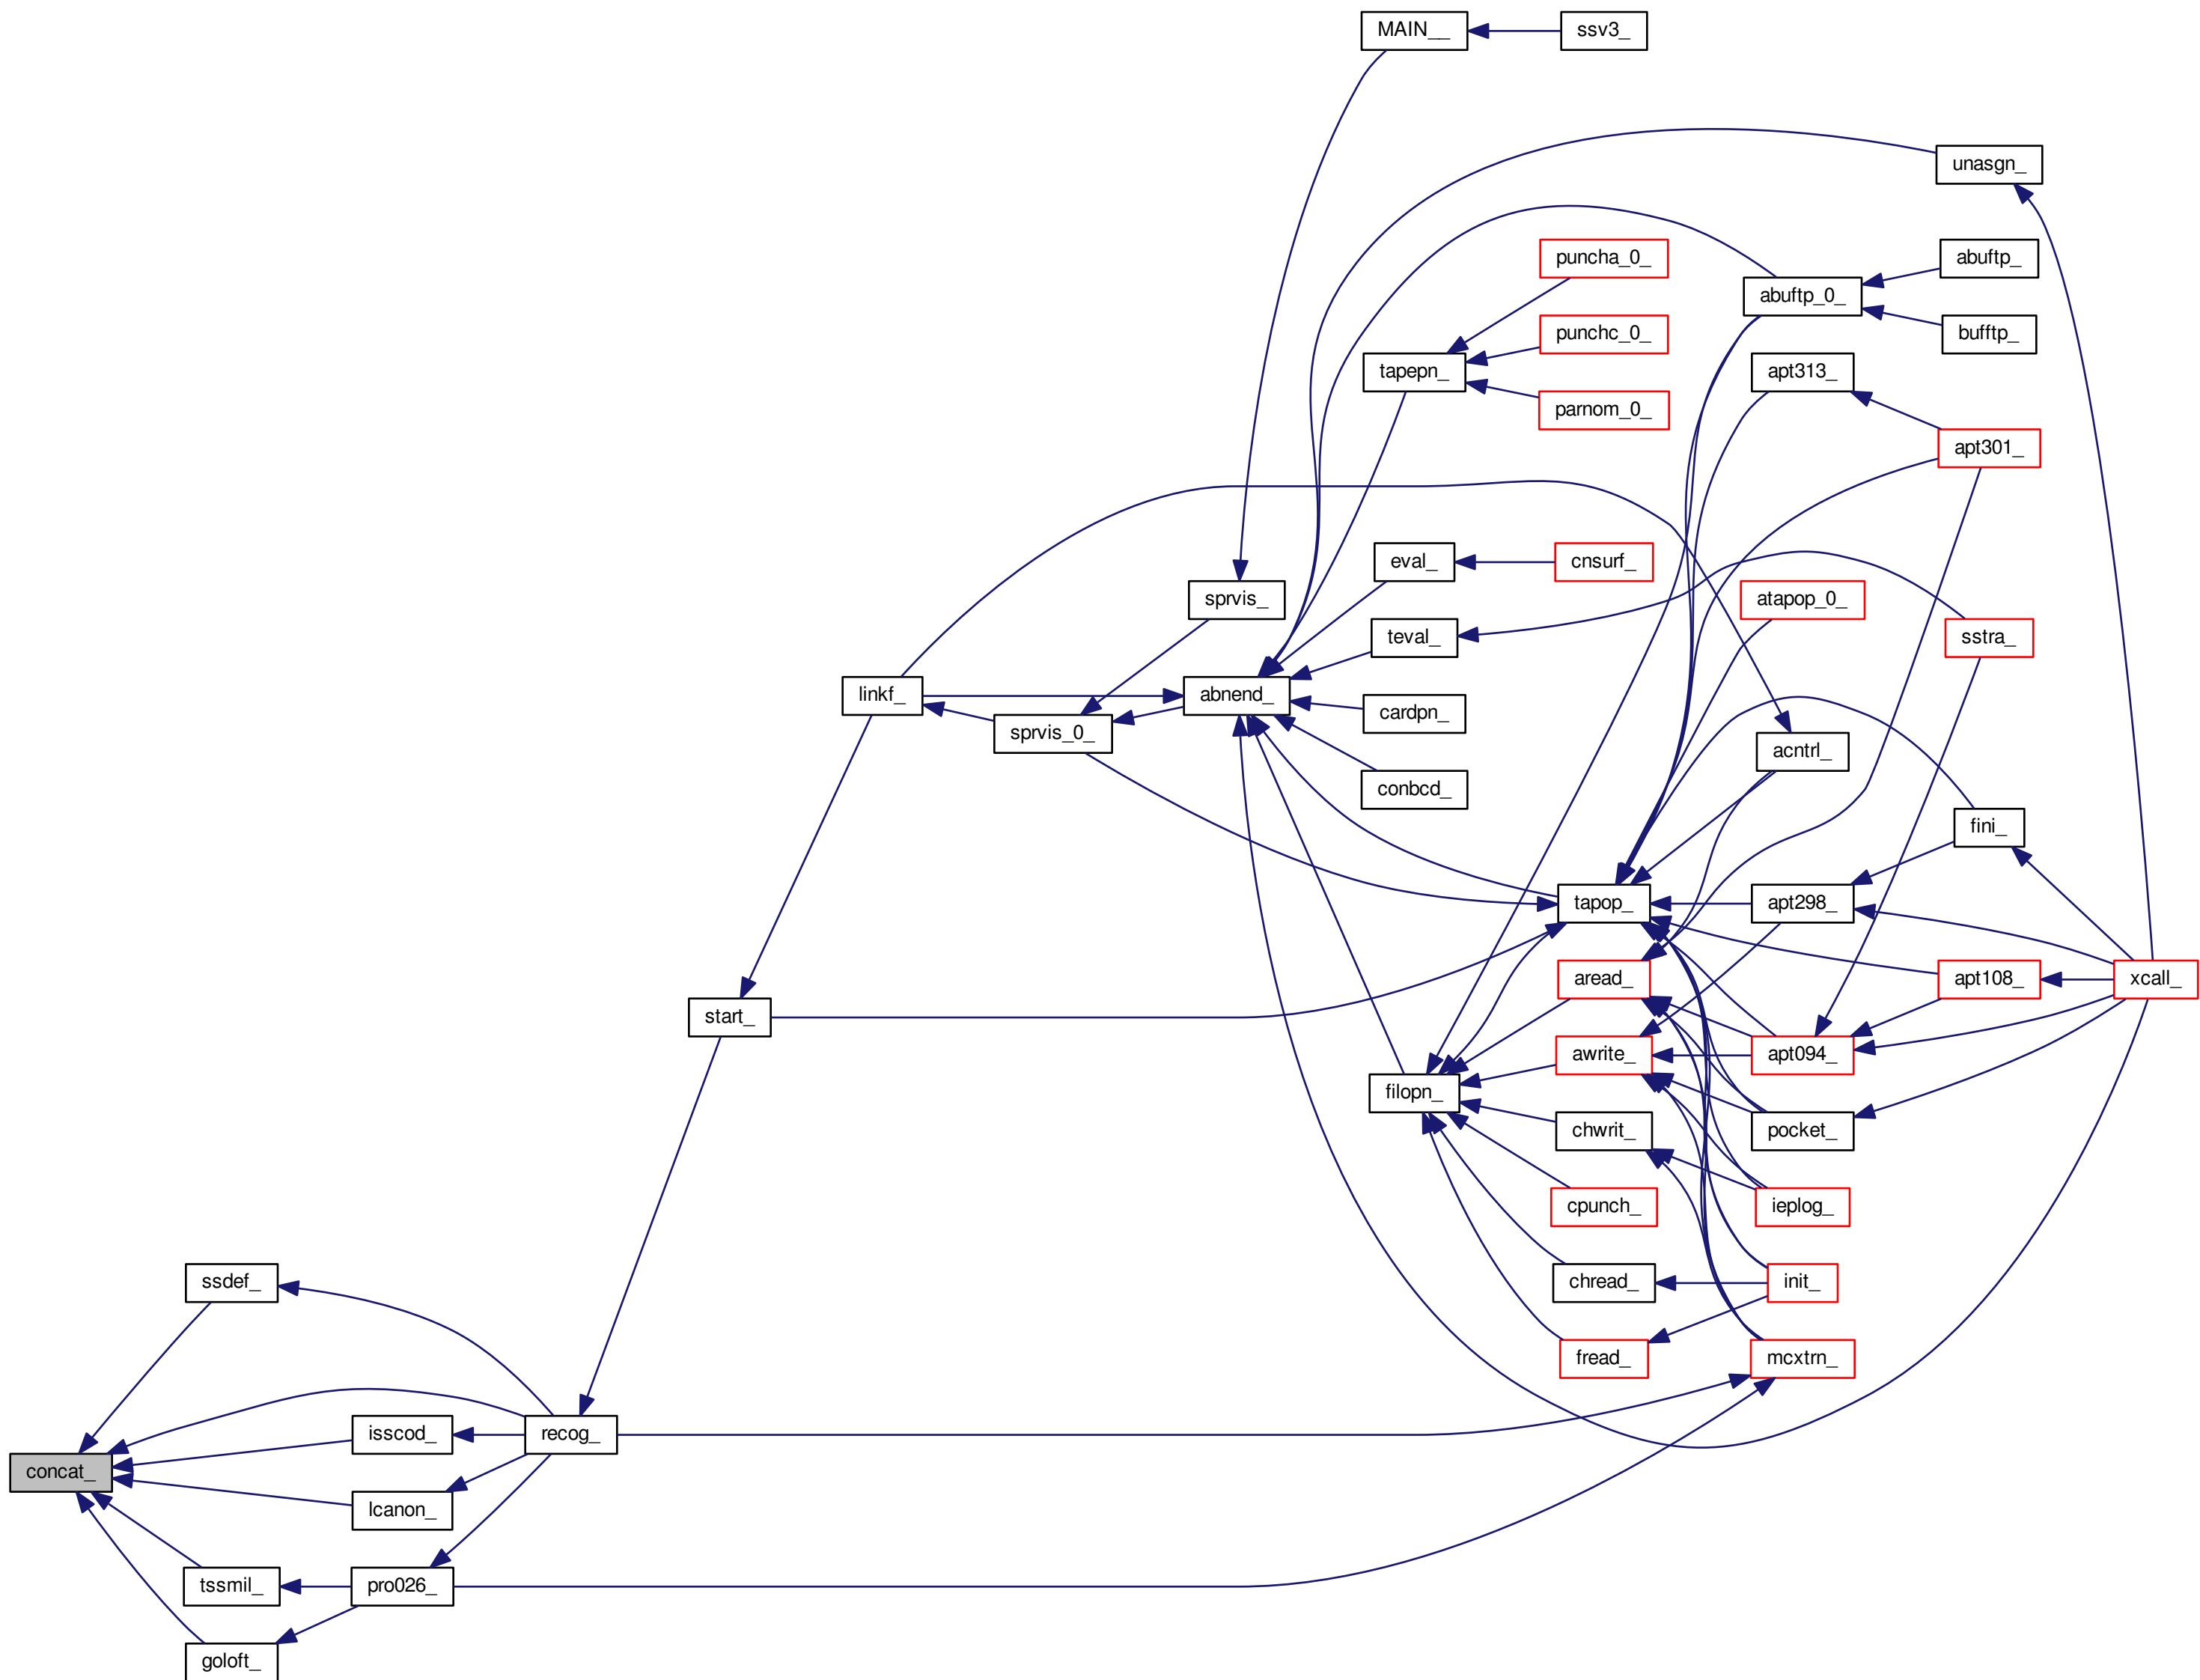 MAIN__
ssv3_
unasgn_
puncha_0_
abuftp_
abuftp_0_
punchc_0_
bufftp_
tapepn_
apt313_
parnom_0_
apt301_
eval_
cnsurf_
sprvis_
atapop_0_
teval_
sstra_
linkf_
abnend_
cardpn_
sprvis_0_
acntrl_
conbcd_
fini_
tapop_
apt298_
aread_
apt108_
xcall_
start_
awrite_
apt094_
filopn_
chwrit_
pocket_
cpunch_
ieplog_
ssdef_
chread_
init_
fread_
mcxtrn_
isscod_
recog_
concat_
lcanon_
tssmil_
pro026_
goloft_